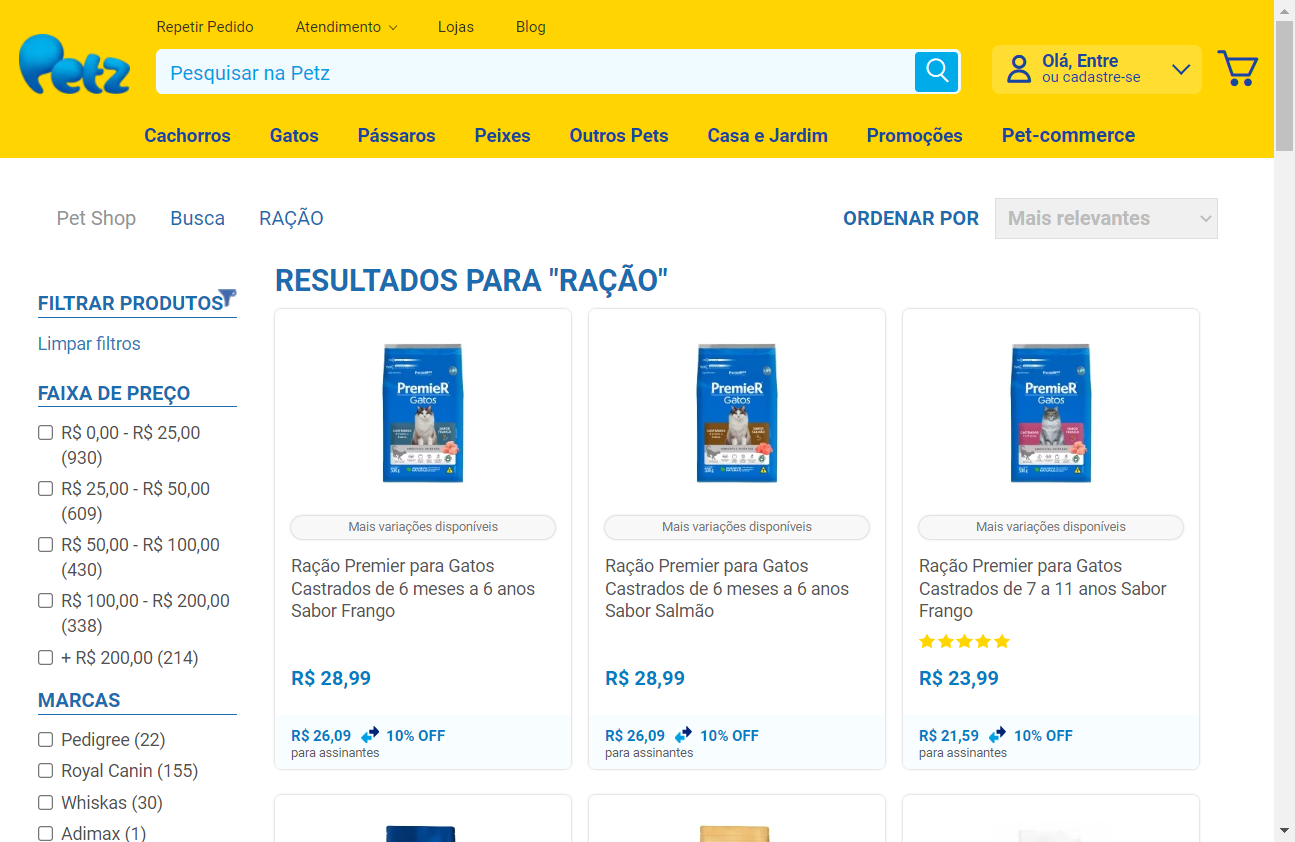 Repetir Pedido
Atendimento
Lojas
Blog
Petz
Pesquisar na Petz
Olá, Entre
ou cadastre-se
Cachorros
Gatos
Pássaros
Peixes
Outros Pets
Casa e Jardim
Promoções
Pet-commerce
Pet Shop
Busca
RAÇÃO
ORDENAR POR
Mais relevantes
FILTRAR PRODUTOS
Limpar filtros
FAIXA DE PREÇO
R$ 0,00 - R$ 25,00
(930)
R$ 25,00 - R$ 50,00
(609)
R$ 50,00 - R$ 100,00
(430)
R$ 100,00 - R$ 200,00
(338)
+ R$ 200,00 (214)
MARCAS
Pedigree (22)
Royal Canin (155)
Whiskas (30)
Adimax (1)
RESULTADOS PARA "RAÇÃO"
PremieR
Gatos
Mais variações disponíveis
Ração Premier para Gatos
Castrados de 6 meses a 6 anos
Sabor Frango
R$ 28,99
R$ 26,09
10% OFF
para assinantes
PremieR
Gatos
Mais variações disponíveis
Ração Premier para Gatos
Castrados de 6 meses a 6 anos
Sabor Salmão
R$ 28,99
R$ 26,09
10% OFF
para assinantes
PremieR
Gatos
Mais variações disponíveis
Ração Premier para Gatos
Castrados de 7 a 11 anos Sabor
Frango
R$ 23,99
R$ 21,59
10% OFF
para assinantes